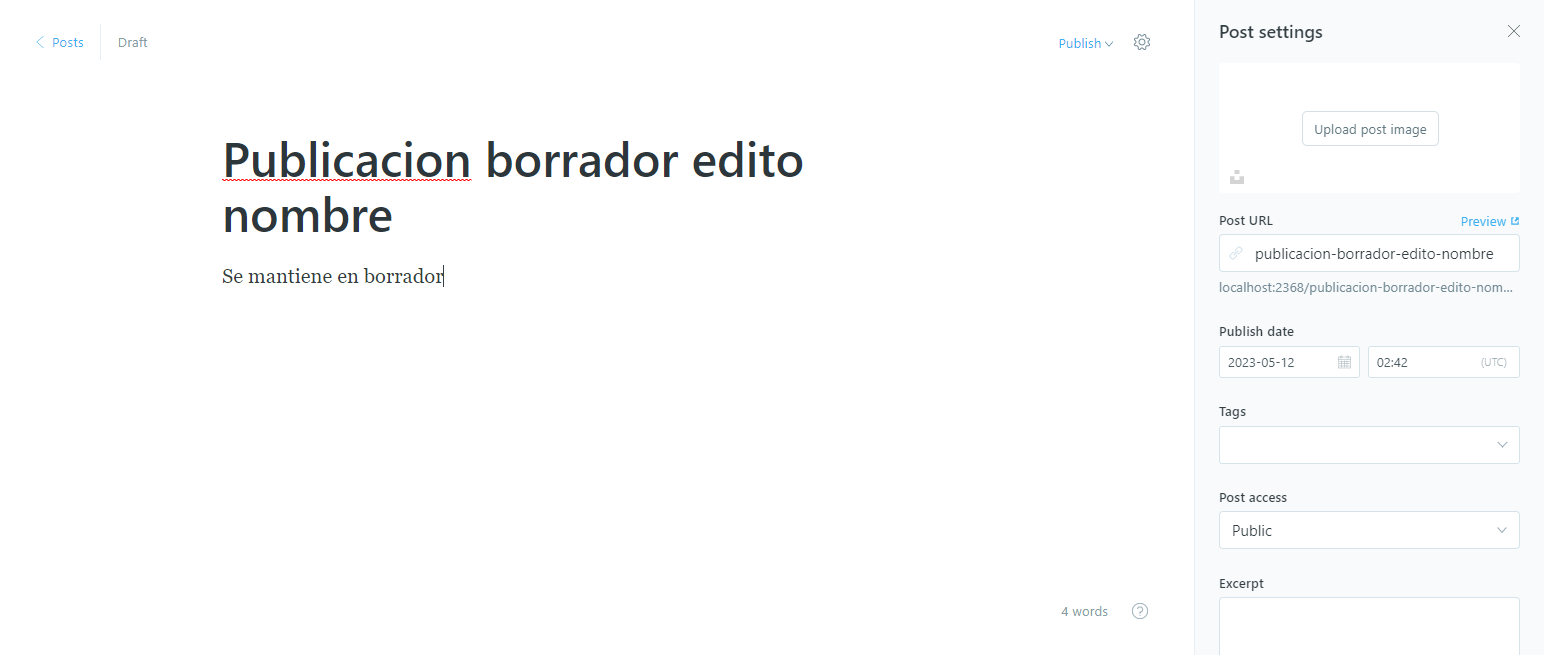 Posts
Draft
Publish
Publicacion borrador edito
nombre
Se mantiene en borrador
4 words
?
Post settings
Upload post image
Post URL
Preview
publicacion-borrador-edito-nombre
localhost:2368/publicacion-borrador-edito-nom...
Publish date
2023-05-12
02:42
(UTC)
Tags
Post access
Public
Excerpt